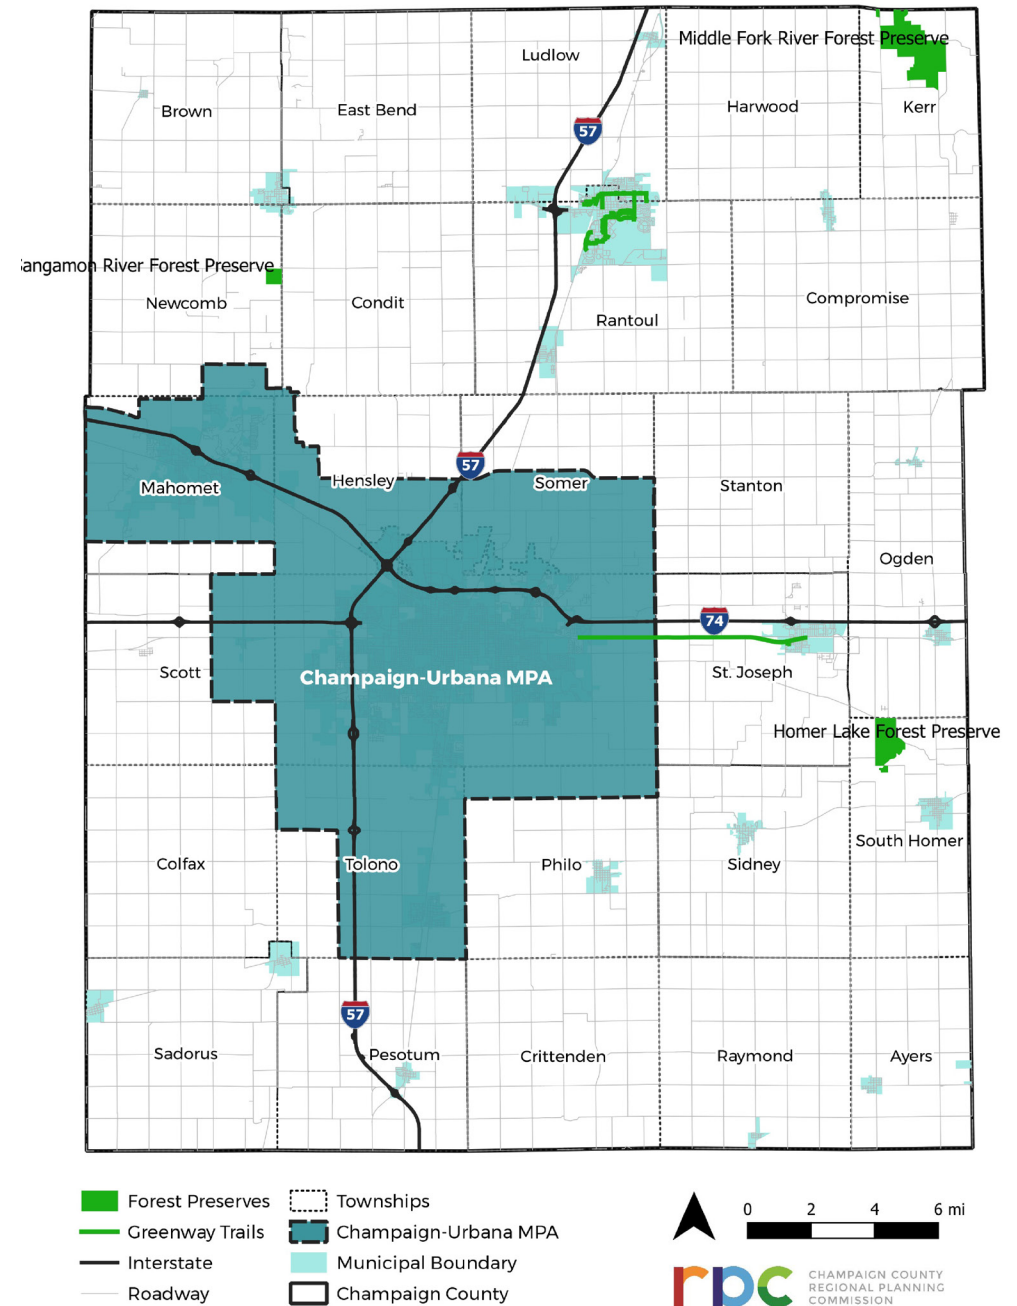 Ludlow
Middle Fork River Forest Preserve
Brown
East Bend
Harwood
Kerr
57
angamon River Forest Preserve
Newcomb
Condit
Compromise
Rantoul
57
Mahomet
Hensley
Somer
Stanton
Ogden
74
Scott
Champaign-Urbana MPA
St. Joseph
Homer Lake Forest Preserve
South Homer
Colfax
Tolono
Philo
Sidney
57
Sadorus
Pesotum
Crittenden
Raymond
Ayers
Forest Preserves
Greenway Trails
Interstate
Roadway
Townships
Champaign-Urbana MPA
Municipal Boundary
Champaign County
0 2 4 6 mi
rpc
CHAMPAIGN COUNTY
REGIONAL PLANNING
COMMISSION